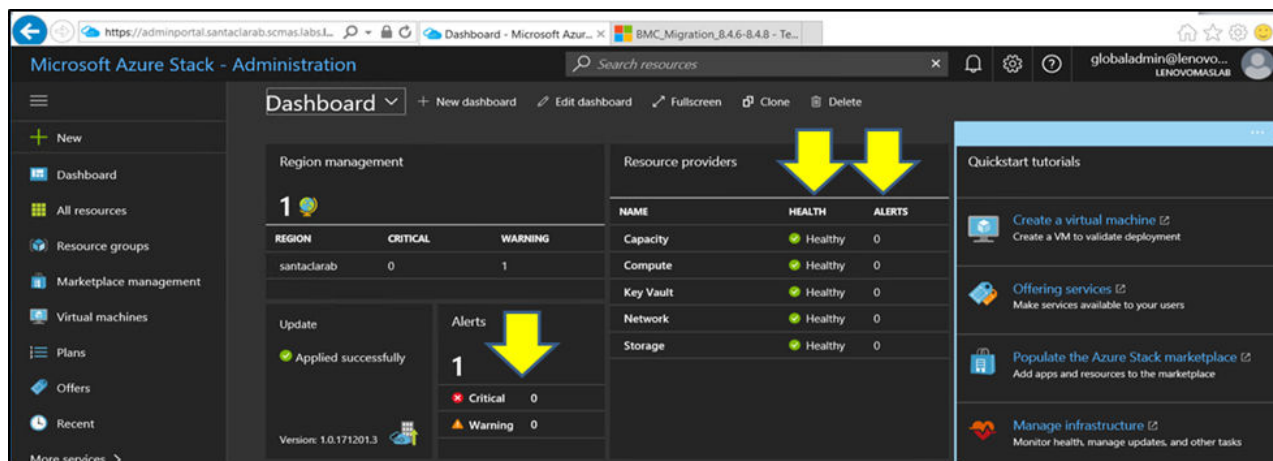 https://adminportal.santaclarab.scmas.labs.l...
Dashboard - Microsoft Azur...
BMC_Migration_8.4.6-8.4.8 - Te...
Microsoft Azure Stack - Administration
Search resources
globaladmin@lenovo...
LENOVOMASLAB
Dashboard
New dashboard
Edit dashboard
Fullscreen
Clone
Delete
New
Dashboard
All resources
Resource groups
Marketplace management
Virtual machines
Plans
Offers
Recent
More services
Region management
1
REGION CRITICAL WARNING
santaclarab 0 1
Update
Applied successfully
Version: 1.0.171201.3
Alerts
1
Critical 0
Warning 0
Resource providers
NAME HEALTH ALERTS
Capacity Healthy 0
Compute Healthy 0
Key Vault Healthy 0
Network Healthy 0
Storage Healthy 0
Quickstart tutorials
Create a virtual machine
Create a VM to validate deployment
Offering services
Make services available to your users
Populate the Azure Stack marketplace
Add apps and resources to the marketplace
Manage infrastructure
Monitor health, manage updates, and other tasks